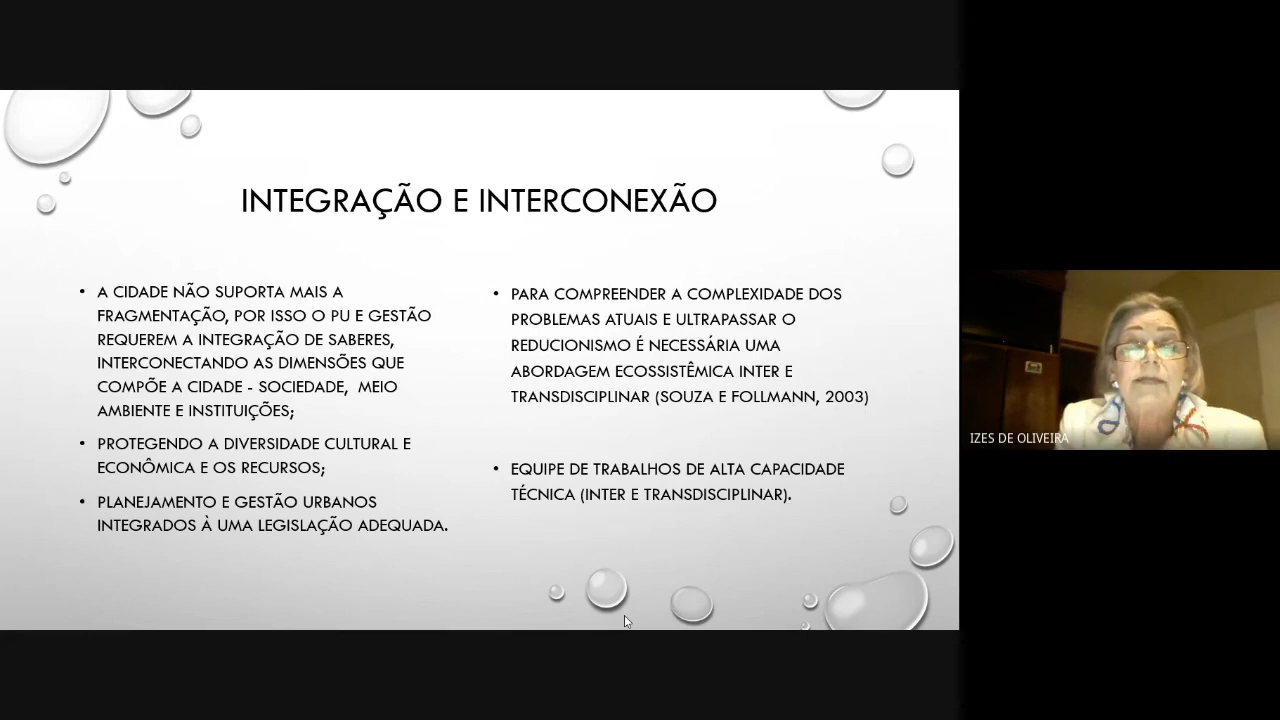 INTEGRAÇÃO E INTERCONEXÃO
• A CIDADE NÃO SUPORTA MAIS A
FRAGMENTAÇÃO, POR ISSO O PU E GESTÃO
REQUEREM A INTEGRAÇÃO DE SABERES,
INTERCONECTANDO AS DIMENSÕES QUE
COMPÕE A CIDADE - SOCIEDADE, MEIO
AMBIENTE E INSTITUIÇÕES;
• PROTEGENDO A DIVERSIDADE CULTURAL E
ECONÔMICA E OS RECURSOS;
• PLANEJAMENTO E GESTÃO URBANOS
INTEGRADOS À UMA LEGISLAÇÃO ADEQUADA.
• PARA COMPREENDER A COMPLEXIDADE DOS
PROBLEMAS ATUAIS E ULTRAPASSAR O
REDUCIONISMO É NECESSÁRIA UMA
ABORDAGEM ECOSSISTÊMICA INTER E
TRANSDISCIPLINAR (SOUZA E FOLLMANN, 2003)
• EQUIPE DE TRABALHOS DE ALTA CAPACIDADE
TÉCNICA (INTER E TRANSDISCIPLINAR).
IZES DE OLIVEIRA